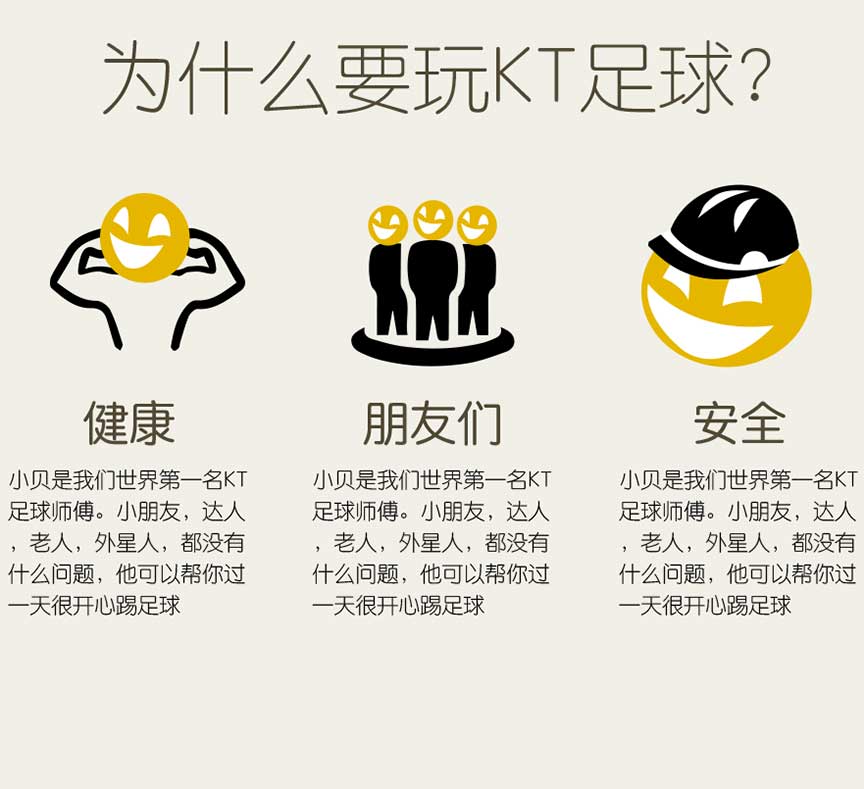 为什么要玩KT足球?
健康
小贝是我们世界第一名KT
足球师傅。小朋友，达人
，老人，外星人，都没有
什么问题，他可以帮你过
一天很开心踢足球
朋友们
小贝是我们世界第一名KT
足球师傅。小朋友，达人
，老人，外星人，都没有
什么问题，他可以帮你过
一天很开心踢足球
安全
小贝是我们世界第一名KT
足球师傅。小朋友，达人
，老人，外星人，都没有
什么问题，他可以帮你过
一天很开心踢足球